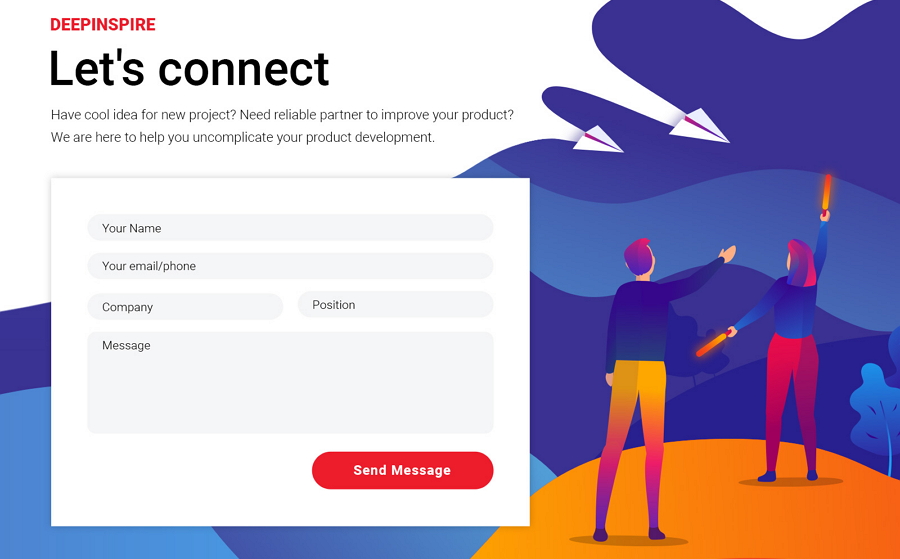 DEEPINSPIRE
Let's connect
Have cool idea for new project? Need reliable partner to improve your product?
We are here to help you uncomplicate your product development.
Your Name
Your email/phone
Company
Position
Message
Send Message